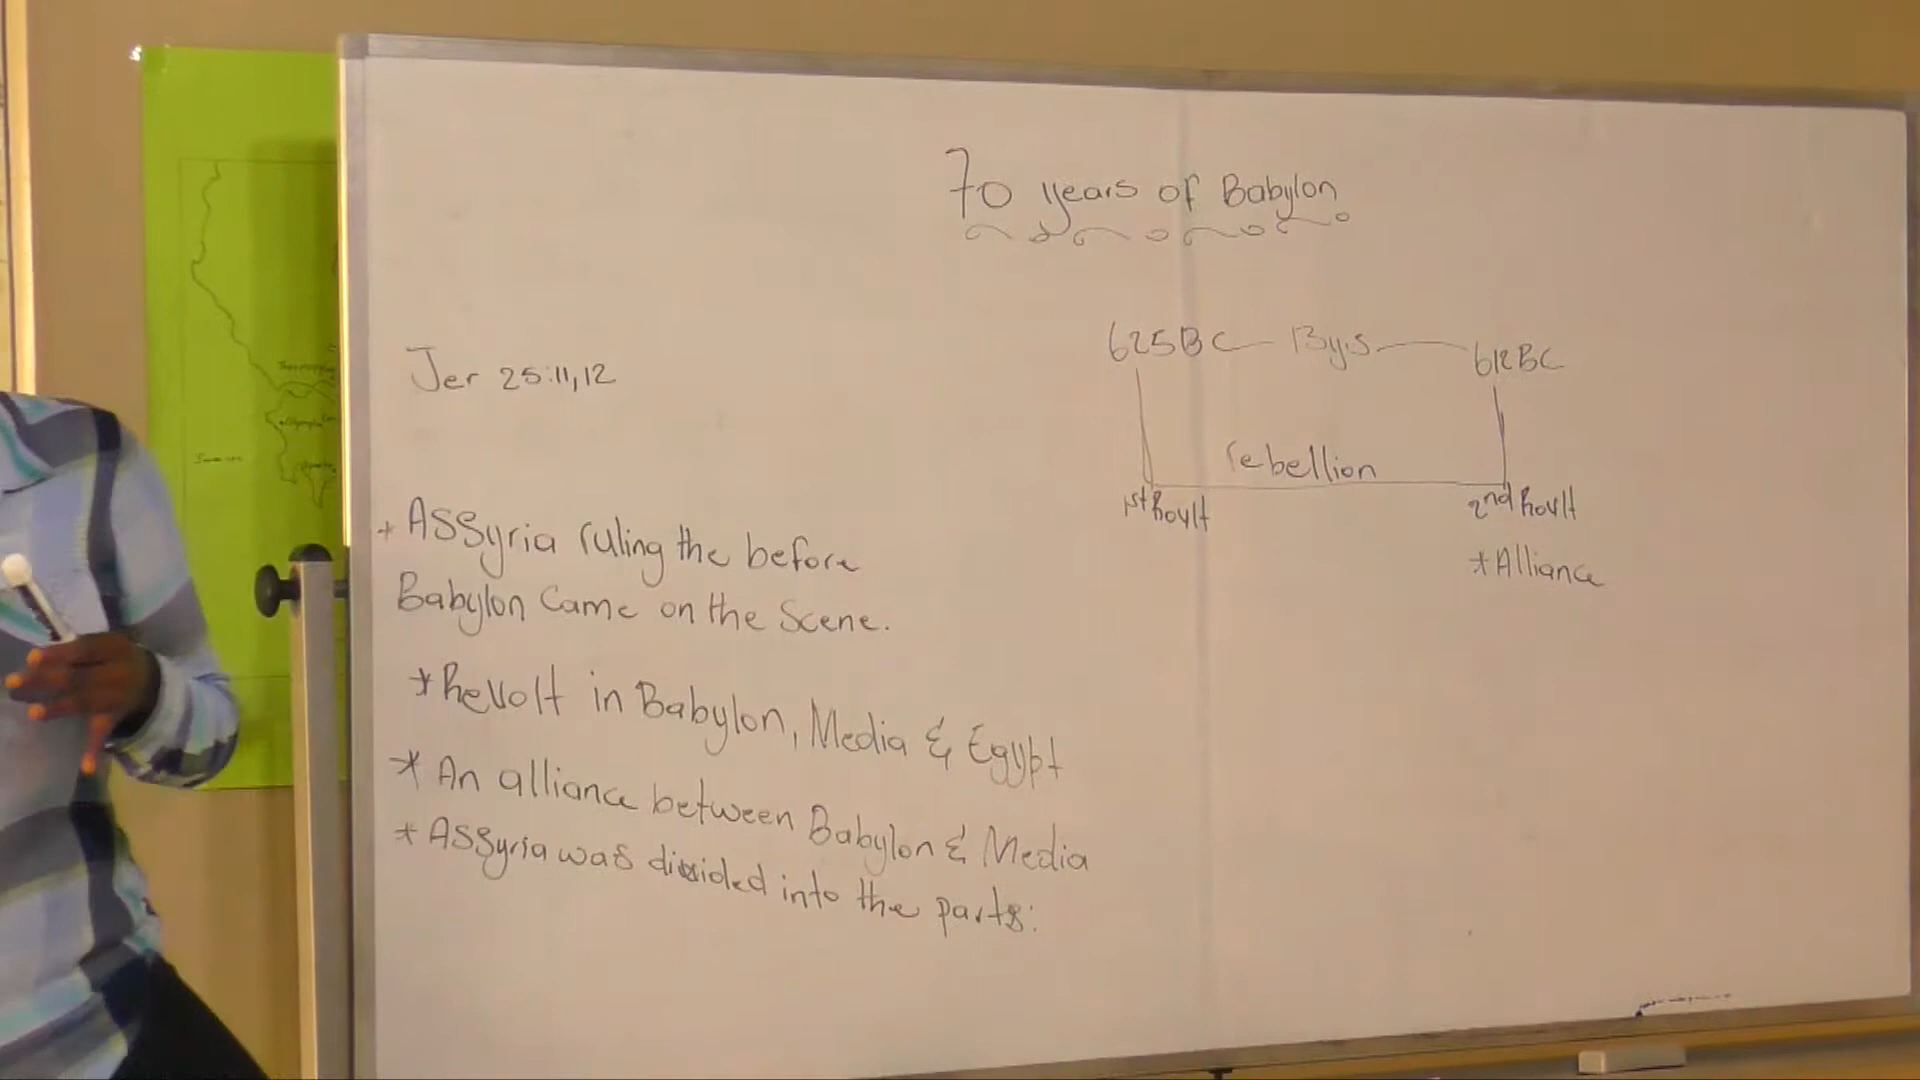 70 years of Babylon
Jer 25:11,12
625BC 13yrs 612BC
rebellion
1st Rovlt
2nd Rovlt
*Alliance
+ Assyria ruling the before
Babylon Came on the Scene.
*Revolt in Babylon, Media & Egypt
* An alliance between Babylon & Media
* Assyria was divided into the parts: